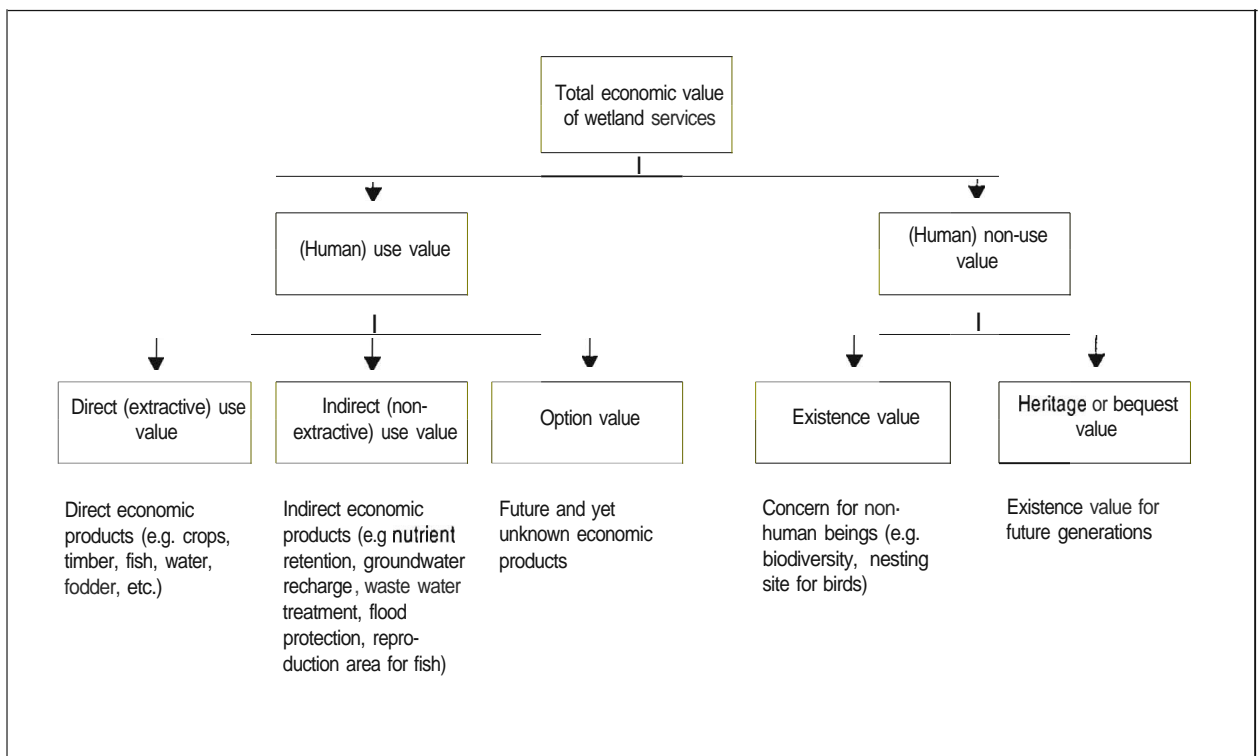 Total economic value
of wetland services
(Human) use value
(Human) non-use
value
Direct (extractive) use
value
Indirect (non-
extractive) use value
Option value
Existence value
Heritage or bequest
value
Direct economic
products (e.g. crops,
timber, fish, water,
fodder, etc.)
Indirect economic
products (e.g nutrient
retention, groundwater
recharge, waste water
treatment, flood
protection, repro-
duction area for fish)
Future and yet
unknown economic
products
Concern for non-
human beings (e.g.
biodiversity, nesting
site for birds)
Existence value for
future generations